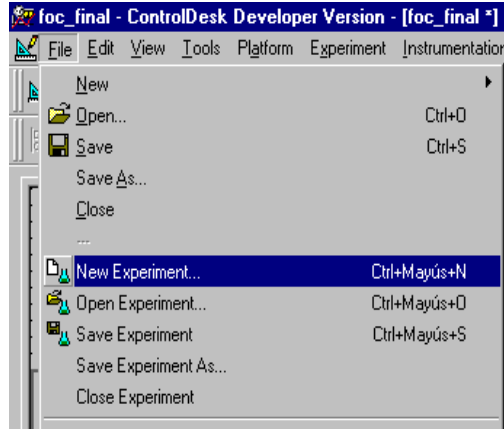 foc_final - ControlDesk Developer Version - [foc_final *]
File Edit View Tools Platform Experiment Instrumentation
New
Open... Ctrl+O
Save Ctrl+S
Save As...
Close
...
New Experiment... Ctrl+Mayús+N
Open Experiment... Ctrl+Mayús+O
Save Experiment Ctrl+Mayús+S
Save Experiment As...
Close Experiment